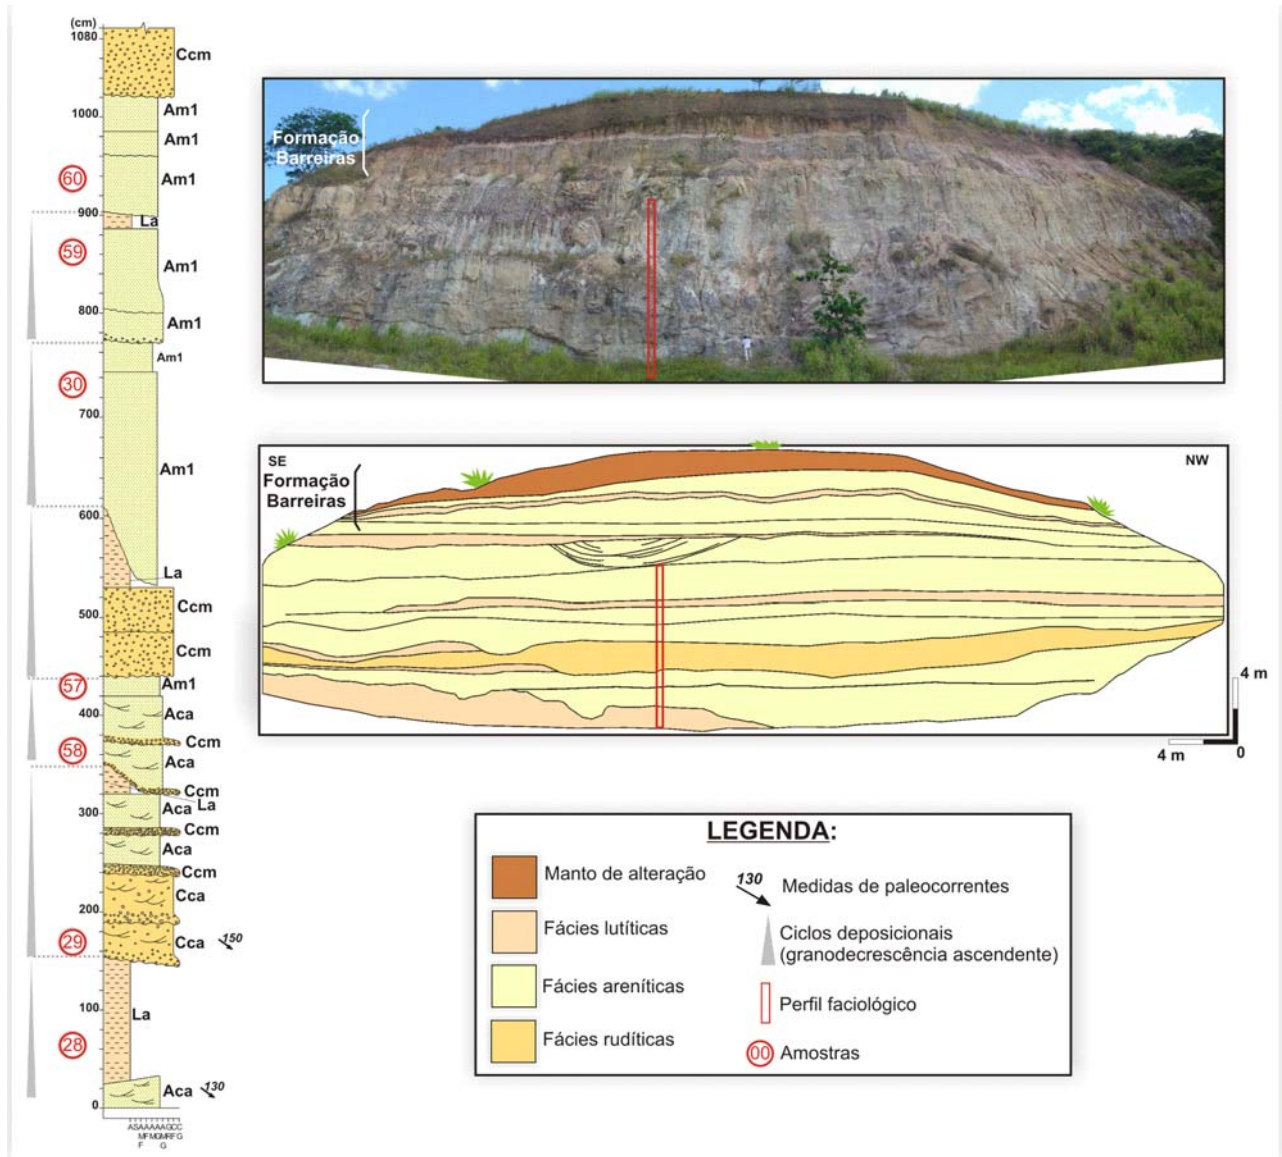 (cm)
1080
Ccm
1000
Am1
Am1
60
Am1
900
La
59
Am1
800
Am1
Am1
30
700
Am1
600
La
Ccm
500
Ccm
57
Am1
400
Aca
Ccm
58
Aca
Ccm
La
300
Aca
Ccm
Aca
Ccm
Cca
200
29
Cca
150
100
La
28
Aca
130
0
Formação
Barreiras
SE
NW
Formação
Barreiras
4 m
4 m
0
LEGENDA:
Manto de alteração
Fácies lutíticas
Fácies areníticas
Fácies rudíticas
130
Medidas de paleocorrentes
Ciclos deposicionais
(granodecrescência ascendente)
Perfil faciológico
00
Amostras